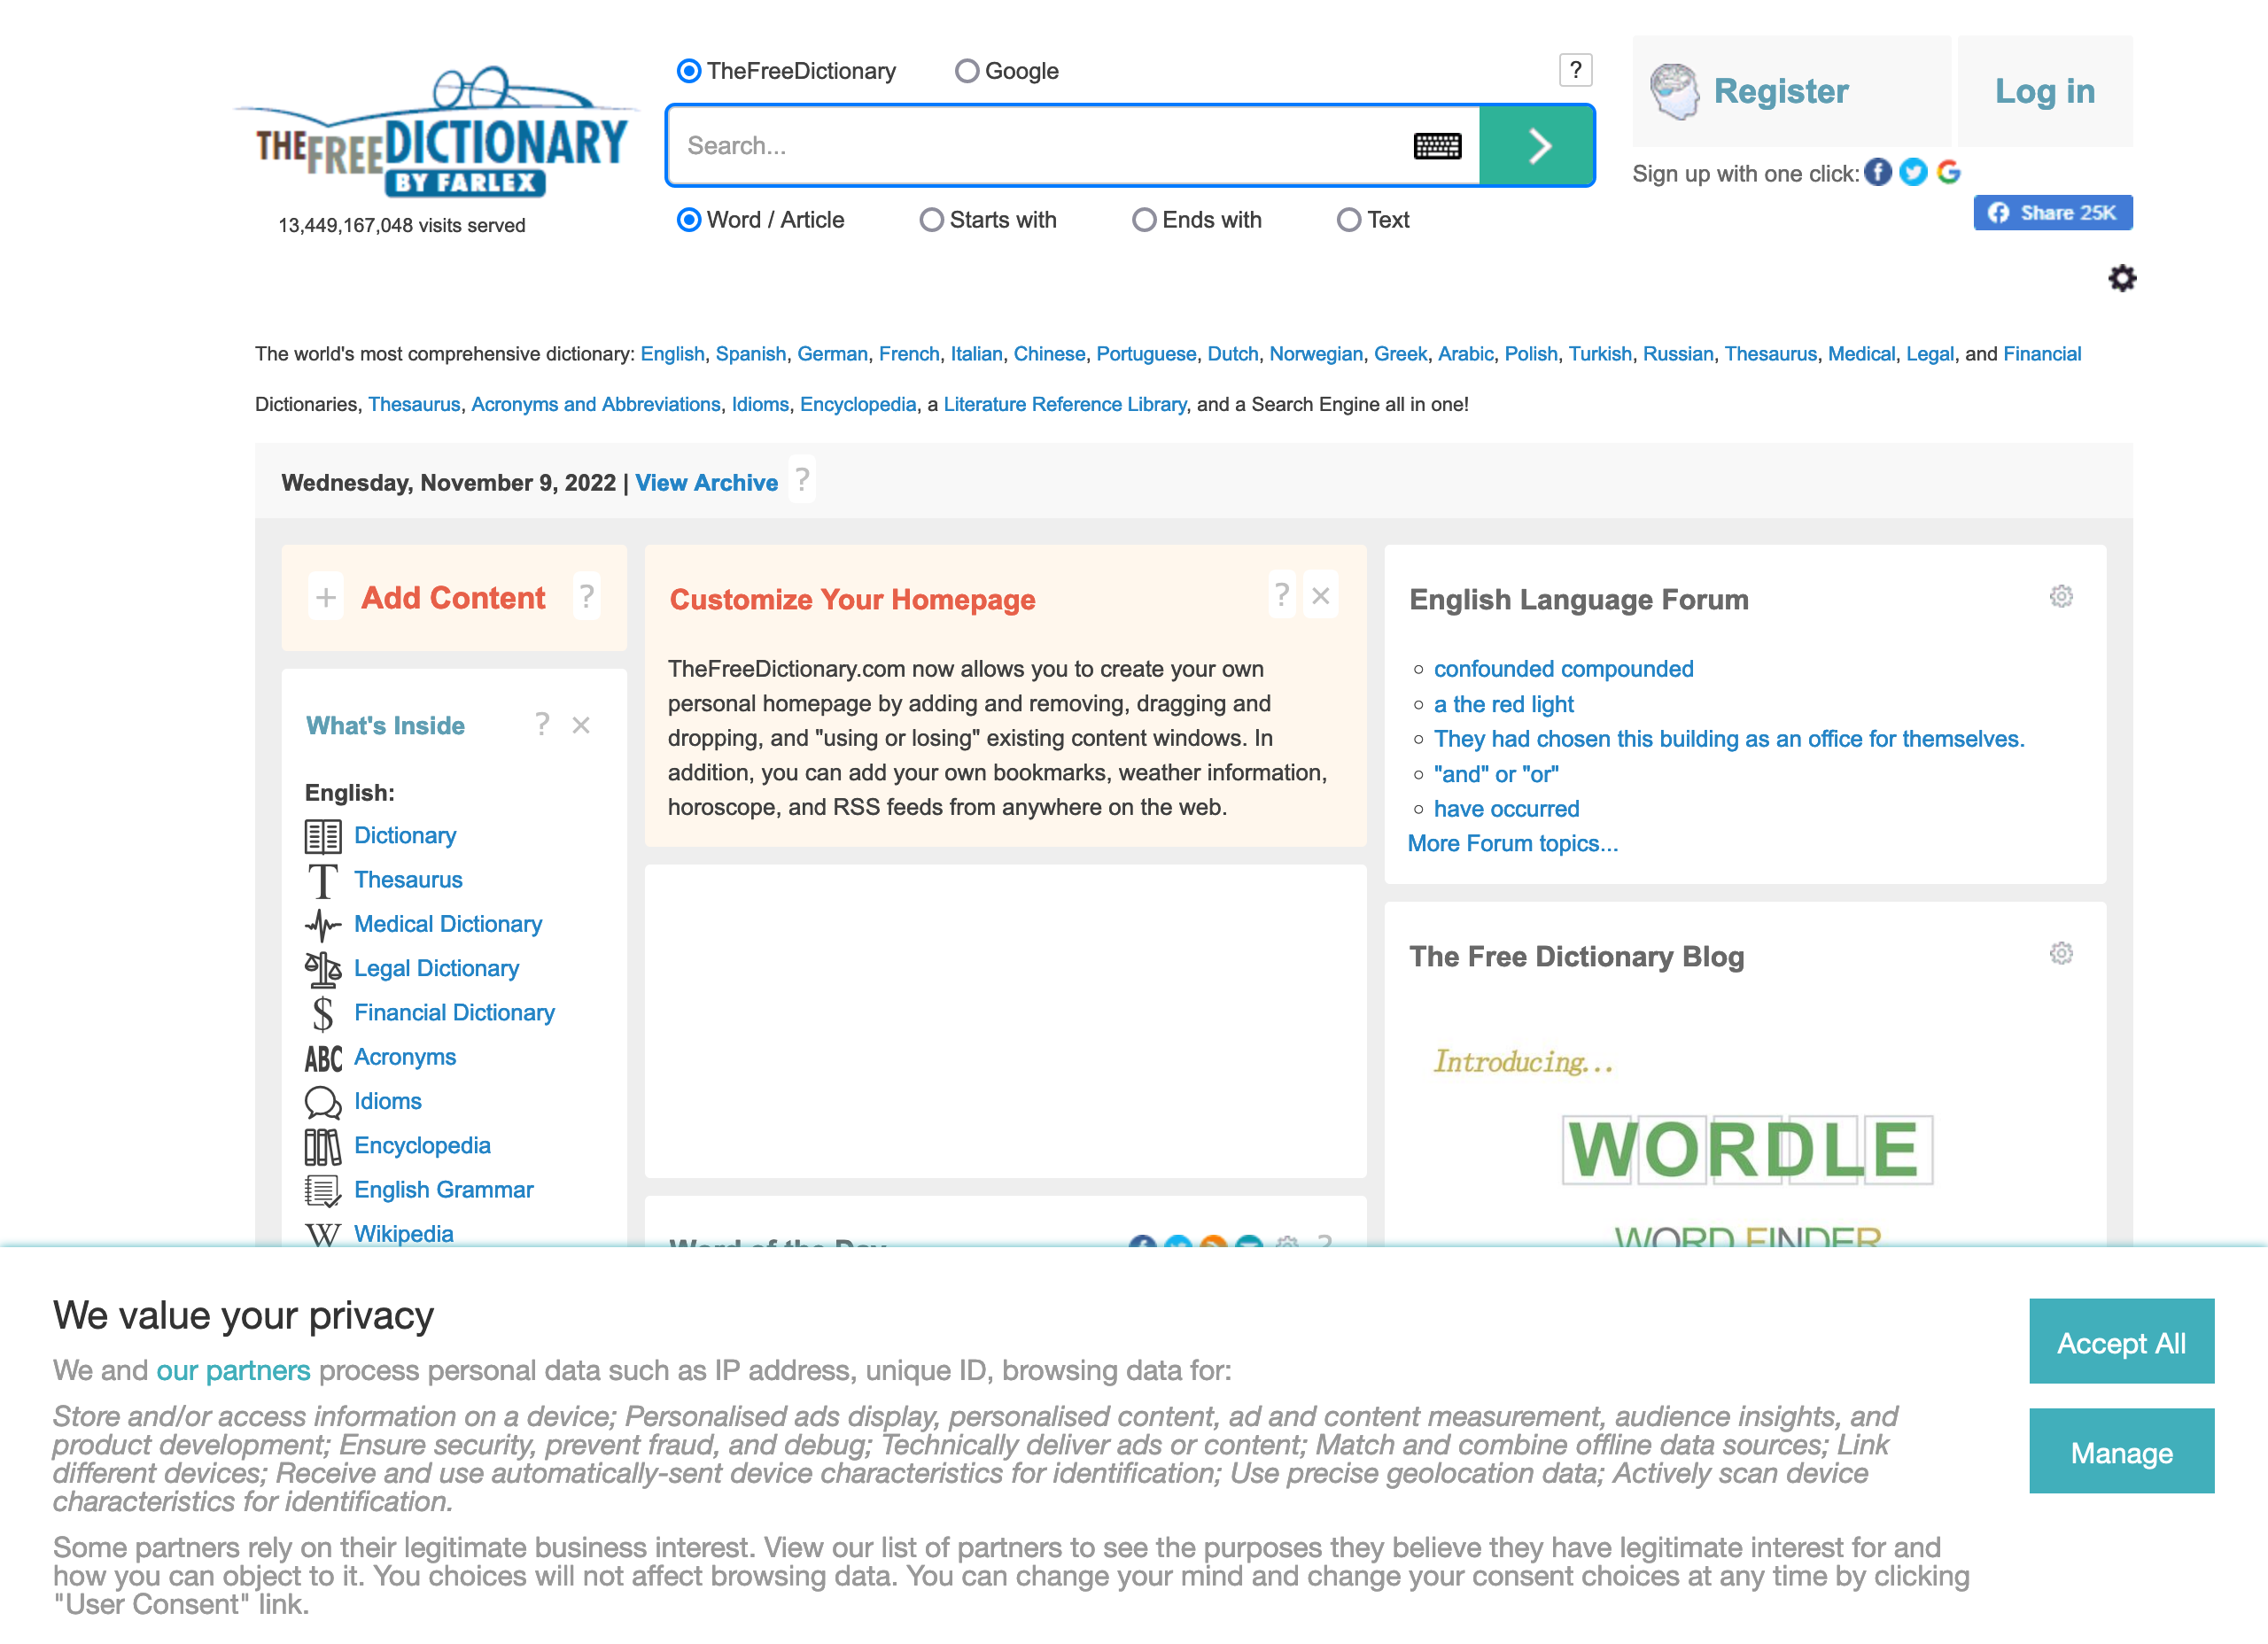 THE FREE DICTIONARY
BY FARLEX
13,449,167,048 visits served
TheFreeDictionary
Google
?
Search...
Word / Article
Starts with
Ends with
Text
Register
Log in
Sign up with one click:
Share 25K
The world's most comprehensive dictionary: English, Spanish, German, French, Italian, Chinese, Portuguese, Dutch, Norwegian, Greek, Arabic, Polish, Turkish, Russian, Thesaurus, Medical, Legal, and Financial
Dictionaries, Thesaurus, Acronyms and Abbreviations, Idioms, Encyclopedia, a Literature Reference Library, and a Search Engine all in one!
Wednesday, November 9, 2022 | View Archive ?
+ Add Content ?
What's Inside ? ×
English:
Dictionary
T Thesaurus
Medical Dictionary
Legal Dictionary
$ Financial Dictionary
ABC Acronyms
Idioms
Encyclopedia
English Grammar
W Wikipedia
Customize Your Homepage ? ×
TheFreeDictionary.com now allows you to create your own
personal homepage by adding and removing, dragging and
dropping, and "using or losing" existing content windows. In
addition, you can add your own bookmarks, weather information,
horoscope, and RSS feeds from anywhere on the web.
Word of the Day ?
English Language Forum
confounded compounded
a the red light
They had chosen this building as an office for themselves.
"and" or "or"
have occurred
More Forum topics...
The Free Dictionary Blog
Introducing...
WORDLE
WORD FINDER
We value your privacy
We and our partners process personal data such as IP address, unique ID, browsing data for:
Store and/or access information on a device; Personalised ads display, personalised content, ad and content measurement, audience insights, and
product development; Ensure security, prevent fraud, and debug; Technically deliver ads or content; Match and combine offline data sources; Link
different devices; Receive and use automatically-sent device characteristics for identification; Use precise geolocation data; Actively scan device
characteristics for identification.
Some partners rely on their legitimate business interest. View our list of partners to see the purposes they believe they have legitimate interest for and
how you can object to it. You choices will not affect browsing data. You can change your mind and change your consent choices at any time by clicking
"User Consent" link.
Accept All
Manage